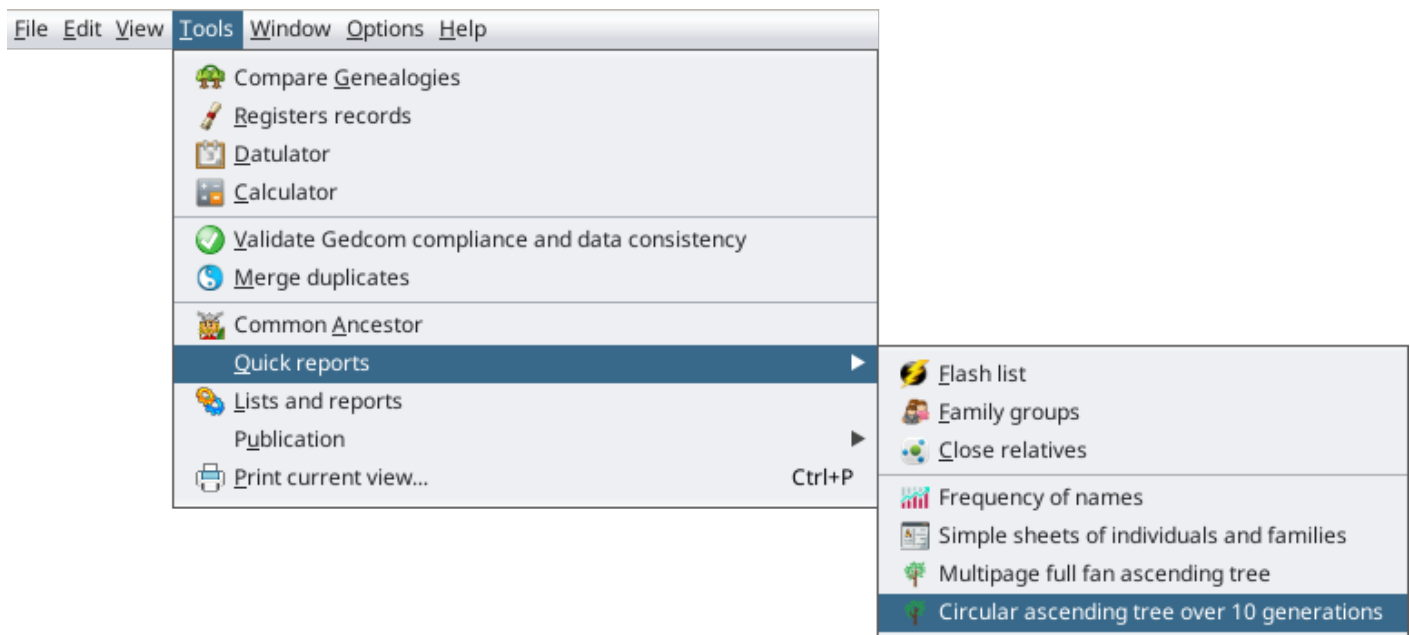 File Edit View Tools Window Options Help
Compare Genealogies
Registers records
Datulator
Calculator
Validate Gedcom compliance and data consistency
Merge duplicates
Common Ancestor
Quick reports
Lists and reports
Publication
Print current view... Ctrl+P
Flash list
Family groups
Close relatives
Frequency of names
Simple sheets of individuals and families
Multipage full fan ascending tree
Circular ascending tree over 10 generations